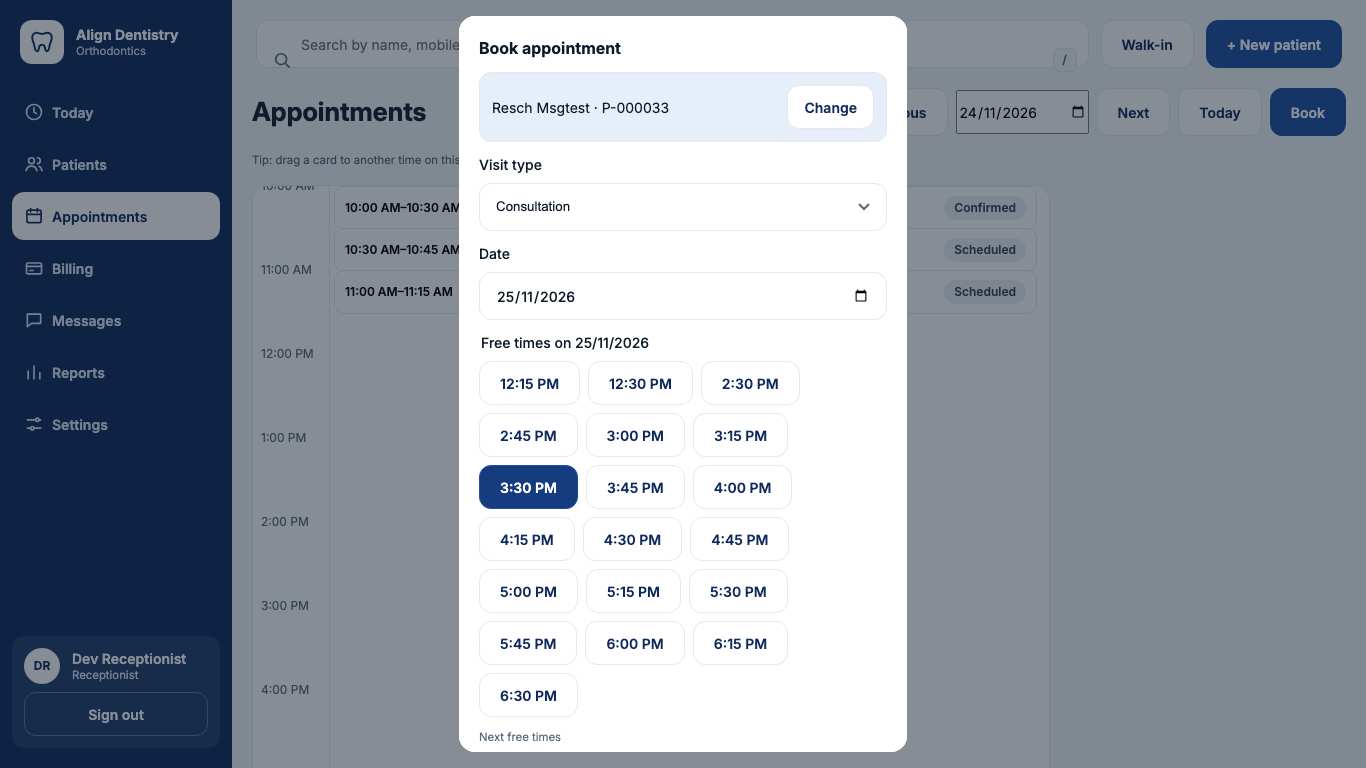 Align Dentistry
Orthodontics
Today
Patients
Appointments
Billing
Messages
Reports
Settings
DR
Dev Receptionist
Receptionist
Sign out
Search by name, mobile
/
Walk-in
+ New patient
Appointments
24/11/2026
Next
Today
Book
Tip: drag a card to another time on this
10:00 AM
10:00 AM–10:30 AM
Confirmed
10:30 AM–10:45 AM
Scheduled
11:00 AM
11:00 AM–11:15 AM
Scheduled
12:00 PM
1:00 PM
2:00 PM
3:00 PM
4:00 PM
Book appointment
Resch Msgtest · P-000033
Change
Visit type
Consultation
Date
25/11/2026
Free times on 25/11/2026
12:15 PM 12:30 PM 2:30 PM
2:45 PM 3:00 PM 3:15 PM
3:30 PM 3:45 PM 4:00 PM
4:15 PM 4:30 PM 4:45 PM
5:00 PM 5:15 PM 5:30 PM
5:45 PM 6:00 PM 6:15 PM
6:30 PM
Next free times